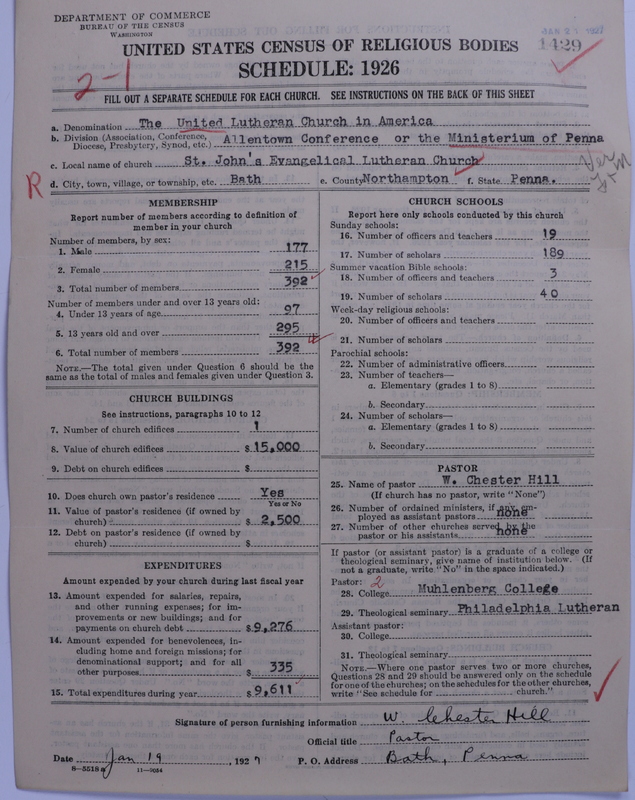 DEPARTMENT OF COMMERCE
BUREAU OF THE CENSUS
WASHINGTON
JAN 21 1927
1429
UNITED STATES CENSUS OF RELIGIOUS BODIES
SCHEDULE: 1926
2-1
FILL OUT A SEPARATE SCHEDULE FOR EACH CHURCH. SEE INSTRUCTIONS ON THE BACK OF THIS SHEET
a. Denomination The United Lutheran Church in America
b. Division (Association, Conference, Diocese, Presbytery, Synod, etc.) Allentown Conference or the Ministerium of Penna
c. Local name of church St. John's Evangelical Lutheran Church
R
d. City, town, village, or township, etc. Bath e. County Northampton f. State Penna.
MEMBERSHIP
Report number of members according to definition of
member in your church
Number of members, by sex:
1. Male 177
2. Female 215
3. Total number of members 392
Number of members under and over 13 years old:
4. Under 13 years of age 97
5. 13 years old and over 295
6. Total number of members 392
NOTE.—The total given under Question 6 should be
same as the total of males and females given under Question 3.
CHURCH BUILDINGS
See instructions, paragraphs 10 to 12
7. Number of church edifices 1
8. Value of church edifices $ 15,000
9. Debt on church edifices $
10. Does church own pastor's residence Yes
Yes or No
11. Value of pastor's residence (if owned by
church) $ 2,500
12. Debt on pastor's residence (if owned by
church) $
EXPENDITURES
Amount expended by your church during last fiscal year
13. Amount expended for salaries, repairs,
and other running expenses; for im-
provements or new buildings; and for
payments on church debt $ 9,276
14. Amount expended for benevolences, in-
cluding home and foreign missions; for
denominational support; and for all
other purposes $ 335
15. Total expenditures during year $ 9,611
CHURCH SCHOOLS
Report here only schools conducted by this church
Sunday schools:
16. Number of officers and teachers 19
17. Number of scholars 189
Summer vacation Bible schools:
18. Number of officers and teachers 3
19. Number of scholars 40
Week-day religious schools:
20. Number of officers and teachers
21. Number of scholars
Parochial schools:
22. Number of administrative officers
23. Number of teachers—
a. Elementary (grades 1 to 8)
b. Secondary
24. Number of scholars—
a. Elementary (grades 1 to 8)
b. Secondary
PASTOR
25. Name of pastor W. Chester Hill
(If church has no pastor, write "None")
26. Number of ordained ministers, if any, em-
ployed as assistant pastors none
27. Number of other churches served by the
pastor or his assistants none
If pastor (or assistant pastor) is a graduate of a college or
theological seminary, give name of institution below. (If
not a graduate, write "No" in the space indicated.)
Pastor: 2
28. College Muhlenberg College
29. Theological seminary Philadelphia Lutheran
Assistant pastor:
30. College
31. Theological seminary
NOTE.—Where one pastor serves two or more churches,
Questions 28 and 29 should be answered only on the schedule
for one of the churches; on the schedules for the other churches,
write "See schedule for church."
Signature of person furnishing information W. Chester Hill
Official title Pastor
Date Jan 19, 1927 P. O. Address Bath, Penna
8—5518a 11—9054